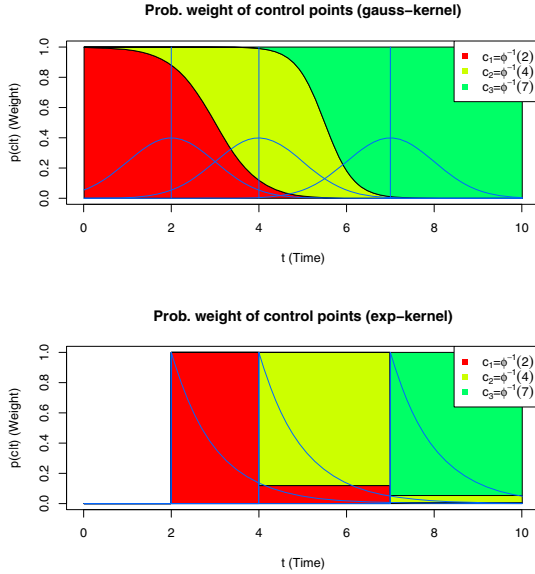 Prob. weight of control points (gauss−kernel)
p(c|t) (Weight)
0.0 0.2 0.4 0.6 0.8 1.0
c₁=ϕ⁻¹(2)
c₂=ϕ⁻¹(4)
c₃=ϕ⁻¹(7)
0 2 4 6 8 10
t (Time)
Prob. weight of control points (exp−kernel)
p(c|t) (Weight)
0.0 0.2 0.4 0.6 0.8 1.0
c₁=ϕ⁻¹(2)
c₂=ϕ⁻¹(4)
c₃=ϕ⁻¹(7)
0 2 4 6 8 10
t (Time)